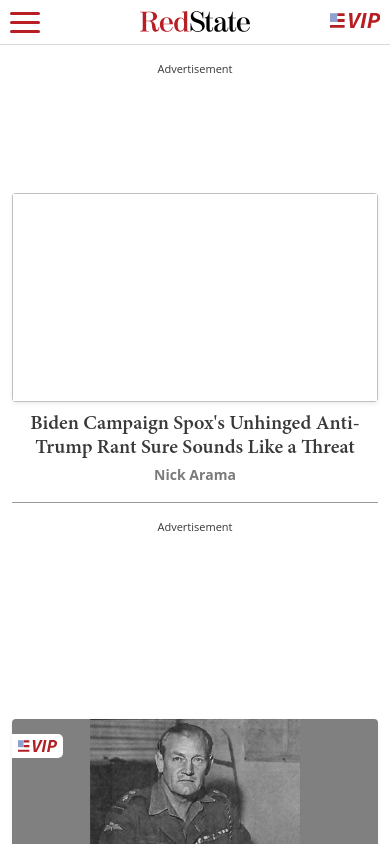 RedState
VIP
Advertisement
Biden Campaign Spox's Unhinged Anti-
Trump Rant Sure Sounds Like a Threat
Nick Arama
Advertisement
VIP